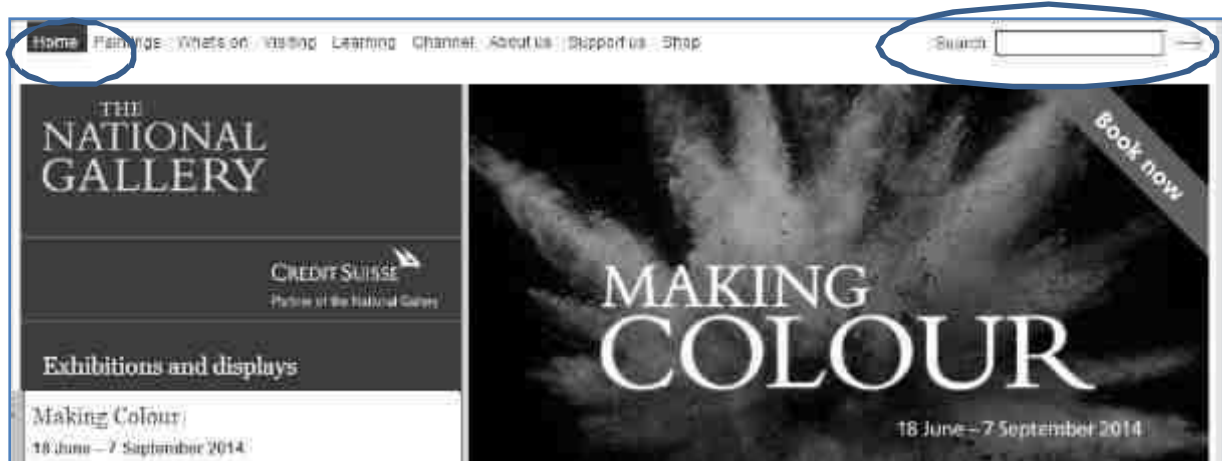 Home Paintings What's on Visiting Learning Channel About us Support us Shop Search
THE
NATIONAL
GALLERY
CREDIT SUISSE
Partner of the National Gallery
Exhibitions and displays
Making Colour
18 June – 7 September 2014
Book now
MAKING
COLOUR
18 June – 7 September 2014